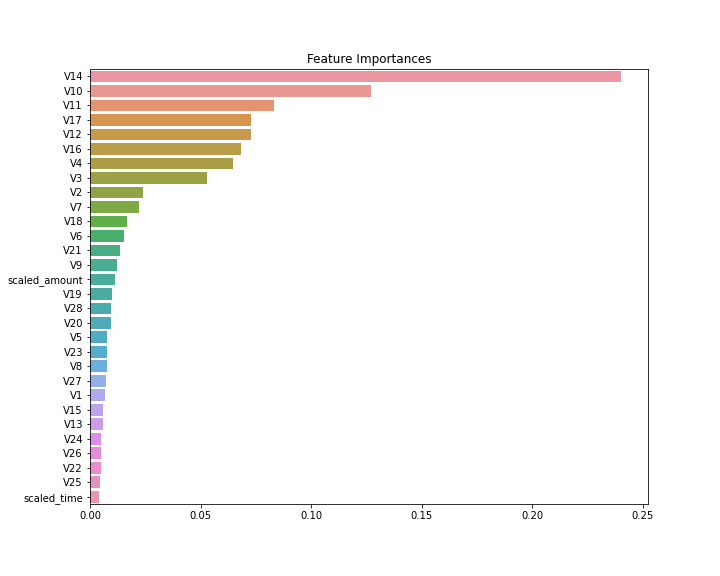 Feature Importances
V14
V10
V11
V17
V12
V16
V4
V3
V2
V7
V18
V6
V21
V9
scaled_amount
V19
V28
V20
V5
V23
V8
V27
V1
V15
V13
V24
V26
V22
V25
scaled_time
0.00 0.05 0.10 0.15 0.20 0.25